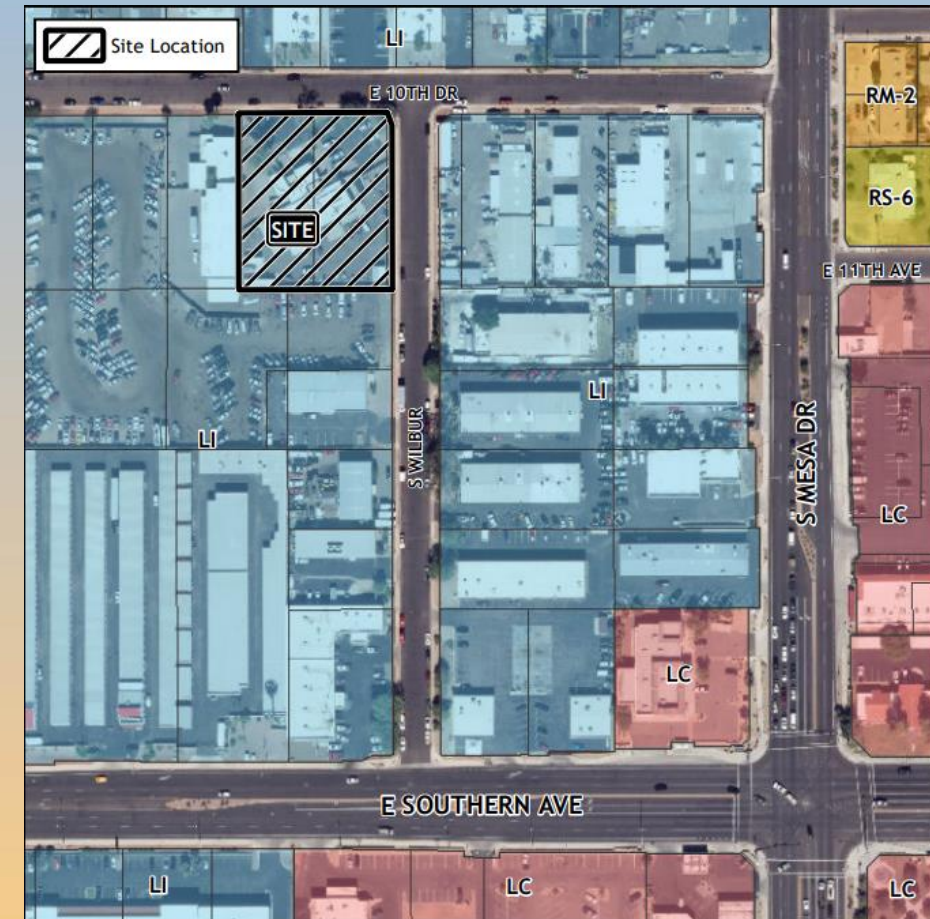 LI
Site Location
E 10TH DR
RM-2
RS-6
SITE
E 11TH AVE
LI
S WILBUR
LI
S MESA DR
LC
LC
E SOUTHERN AVE
LI
LC
LC